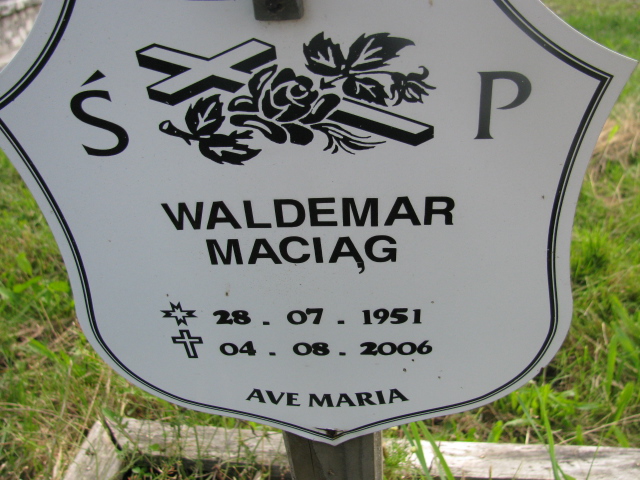 Ś P
WALDEMAR
MACIĄG
28 . 07 . 1951
04 . 08 . 2006
AVE MARIA